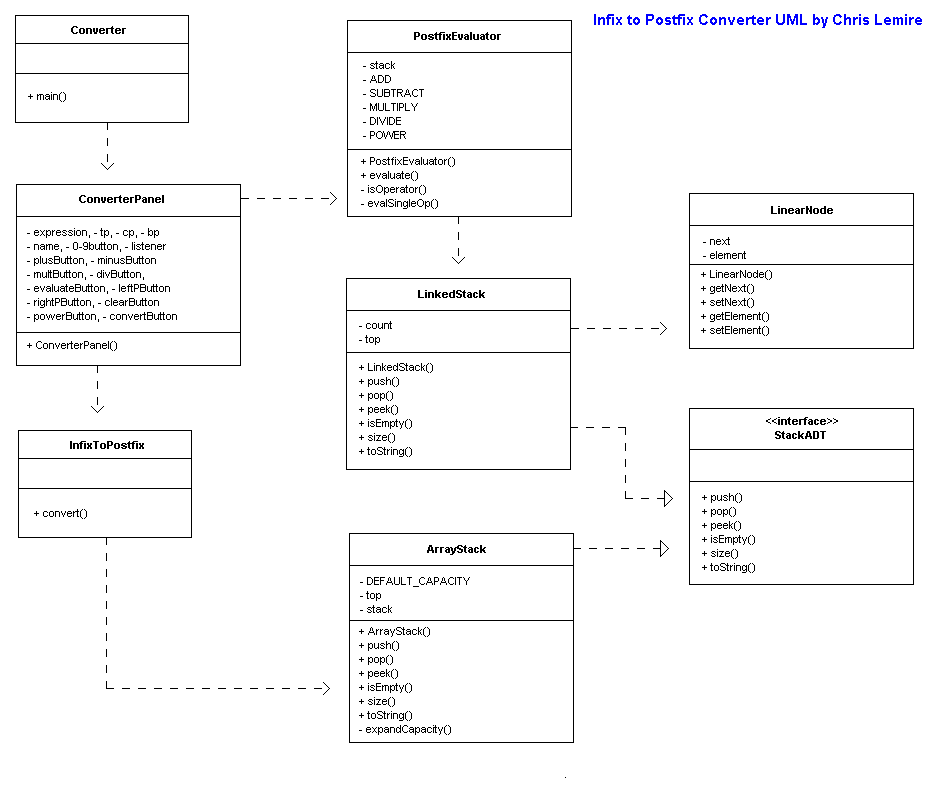 Infix to Postfix Converter UML by Chris Lemire
Converter
+ main()
PostfixEvaluator
- stack
- ADD
- SUBTRACT
- MULTIPLY
- DIVIDE
- POWER
+ PostfixEvaluator()
+ evaluate()
- isOperator()
- evalSingleOp()
ConverterPanel
- expression, - tp, - cp, - bp
- name, - 0-9button, - listener
- plusButton, - minusButton
- multButton, - divButton,
- evaluateButton, - leftPButton
- rightPButton, - clearButton
- powerButton, - convertButton
+ ConverterPanel()
LinearNode
- next
- element
+ LinearNode()
+ getNext()
+ setNext()
+ getElement()
+ setElement()
LinkedStack
- count
- top
+ LinkedStack()
+ push()
+ pop()
+ peek()
+ isEmpty()
+ size()
+ toString()
<<interface>>
StackADT
+ push()
+ pop()
+ peek()
+ isEmpty()
+ size()
+ toString()
InfixToPostfix
+ convert()
ArrayStack
- DEFAULT_CAPACITY
- top
- stack
+ ArrayStack()
+ push()
+ pop()
+ peek()
+ isEmpty()
+ size()
+ toString()
- expandCapacity()